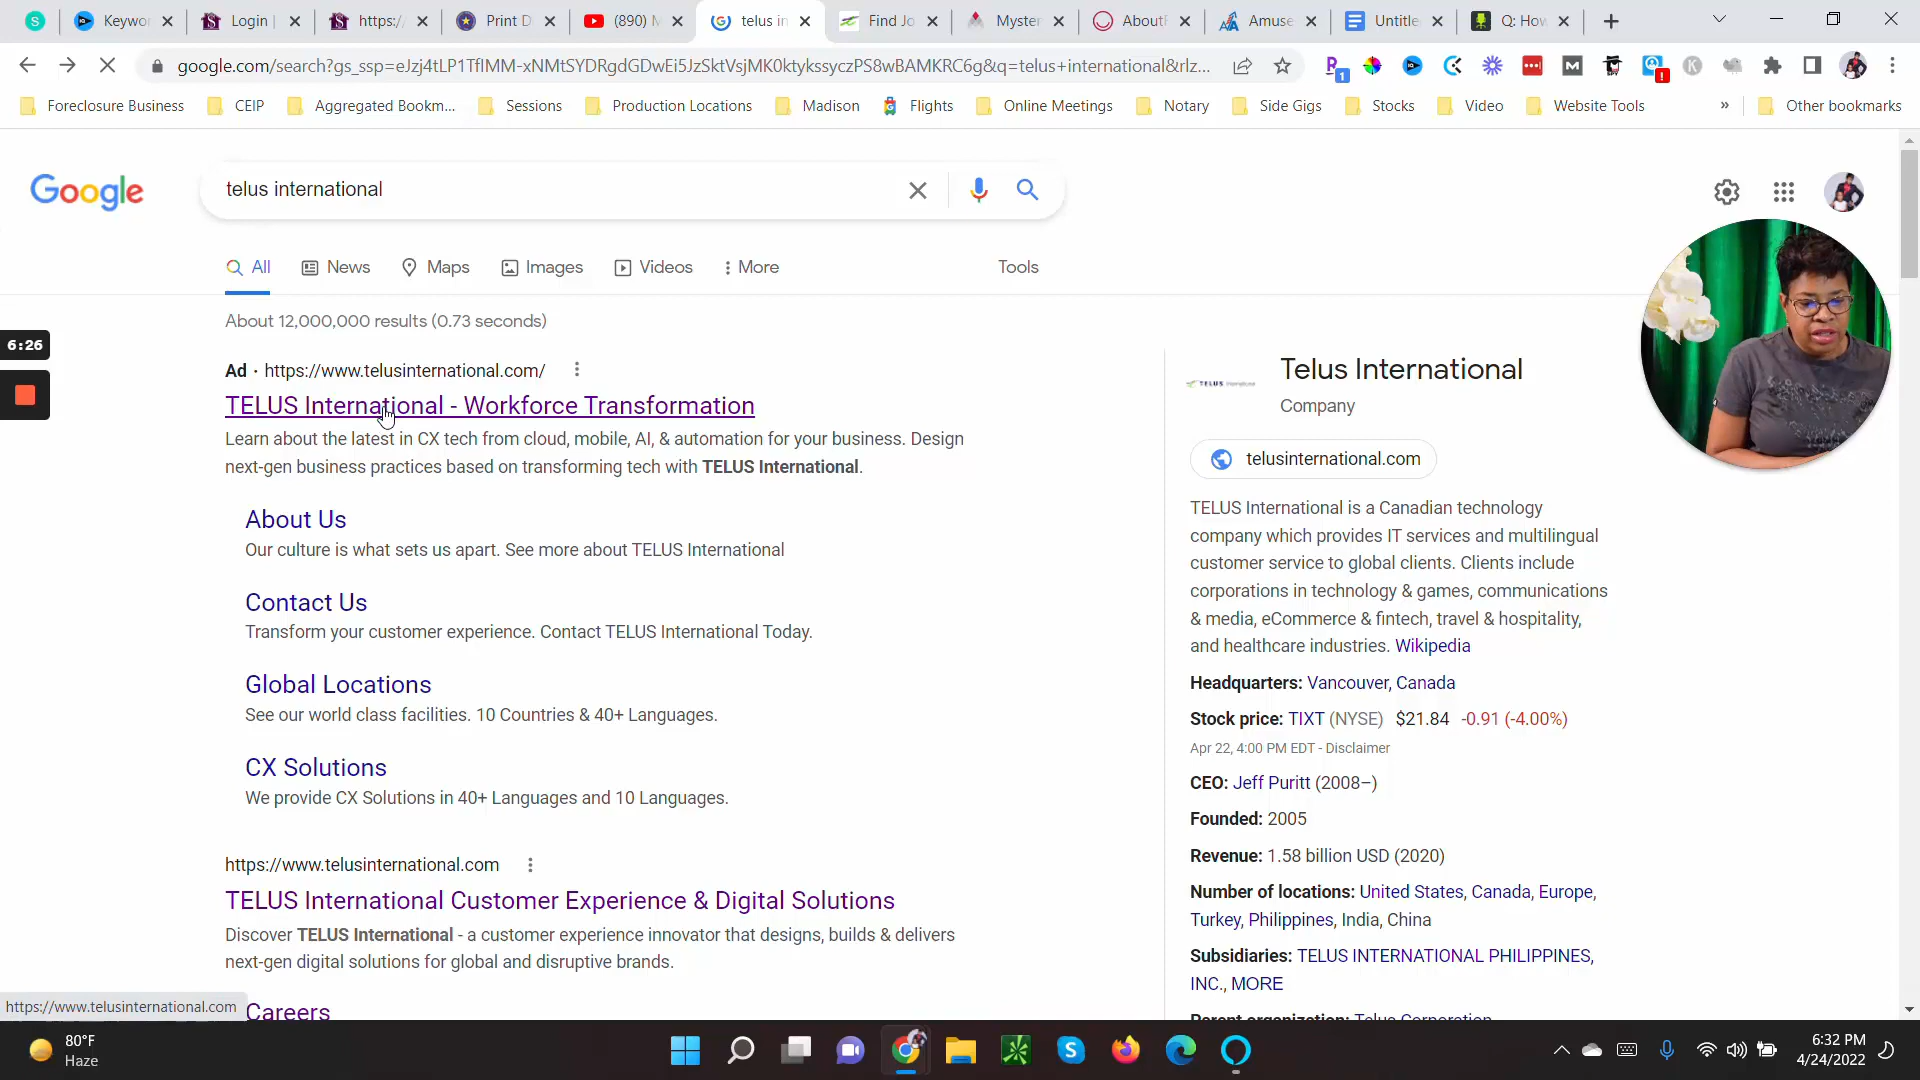 Keywor
Login |
https:/
Print D
(890) M
telus in
Find Jo
Myster
About
Amuse
Untitle
Q: How
google.com/search?gs_ssp=eJzj4tLP1TflMM-xNMtSYDRgdGDwEi5JzSktVsjMK0ktykssyczPS8wBAMKRC6g&q=telus+international&rlz...
Foreclosure Business CEIP Aggregated Bookm... Sessions Production Locations Madison Flights Online Meetings Notary Side Gigs Stocks Video Website Tools » Other bookmarks
Google telus international
All News Maps Images Videos More Tools
About 12,000,000 results (0.73 seconds)
6:26
Ad · https://www.telusinternational.com/
TELUS International - Workforce Transformation
Learn about the latest in CX tech from cloud, mobile, AI, & automation for your business. Design
next-gen business practices based on transforming tech with TELUS International.
About Us
Our culture is what sets us apart. See more about TELUS International
Contact Us
Transform your customer experience. Contact TELUS International Today.
Global Locations
See our world class facilities. 10 Countries & 40+ Languages.
CX Solutions
We provide CX Solutions in 40+ Languages and 10 Languages.
https://www.telusinternational.com
TELUS International Customer Experience & Digital Solutions
Discover TELUS International - a customer experience innovator that designs, builds & delivers
next-gen digital solutions for global and disruptive brands.
Careers
https://www.telusinternational.com
Telus International
Company
telusinternational.com
TELUS International is a Canadian technology
company which provides IT services and multilingual
customer service to global clients. Clients include
corporations in technology & games, communications
& media, eCommerce & fintech, travel & hospitality,
and healthcare industries. Wikipedia
Headquarters: Vancouver, Canada
Stock price: TIXT (NYSE) $21.84 -0.91 (-4.00%)
Apr 22, 4:00 PM EDT - Disclaimer
CEO: Jeff Puritt (2008–)
Founded: 2005
Revenue: 1.58 billion USD (2020)
Number of locations: United States, Canada, Europe,
Turkey, Philippines, India, China
Subsidiaries: TELUS INTERNATIONAL PHILIPPINES,
INC., MORE
Parent organization: Telus Corporation
80°F
Haze
6:32 PM
4/24/2022